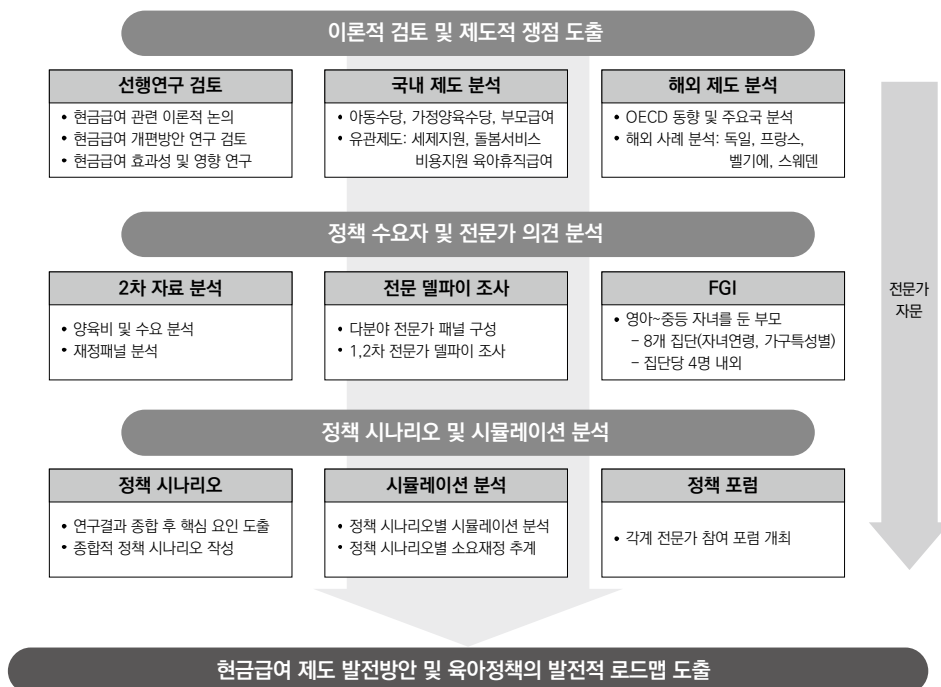 이론적 검토 및 제도적 쟁점 도출
선행연구 검토
• 현금급여 관련 이론적 논의
• 현금급여 개편방안 연구 검토
• 현금급여 효과성 및 영향 연구
국내 제도 분석
• 아동수당, 가정양육수당, 부모급여
• 유관제도: 세제지원, 돌봄서비스
비용지원 육아휴직급여
해외 제도 분석
• OECD 동향 및 주요국 분석
• 해외 사례 분석: 독일, 프랑스,
벨기에, 스웨덴
정책 수요자 및 전문가 의견 분석
2차 자료 분석
• 양육비 및 수요 분석
• 재정패널 분석
전문 델파이 조사
• 다분야 전문가 패널 구성
• 1,2차 전문가 델파이 조사
FGI
• 영아~중등 자녀를 둔 부모
– 8개 집단(자녀연령, 가구특성별)
– 집단당 4명 내외
전문가
자문
정책 시나리오 및 시뮬레이션 분석
정책 시나리오
• 연구결과 종합 후 핵심 요인 도출
• 종합적 정책 시나리오 작성
시뮬레이션 분석
• 정책 시나리오별 시뮬레이션 분석
• 정책 시나리오별 소요재정 추계
정책 포럼
• 각계 전문가 참여 포럼 개최
현금급여 제도 발전방안 및 육아정책의 발전적 로드맵 도출